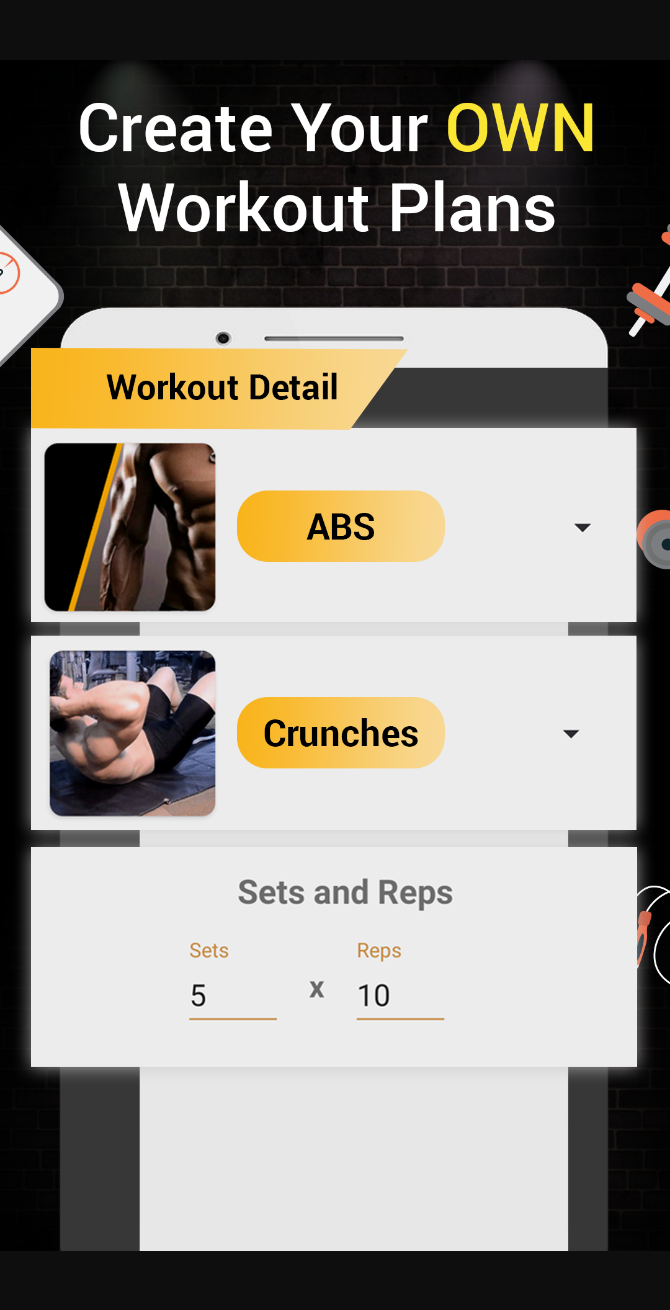 Create Your OWN
Workout Plans
Workout Detail
ABS
Crunches
Sets and Reps
Sets
Reps
5 x 10